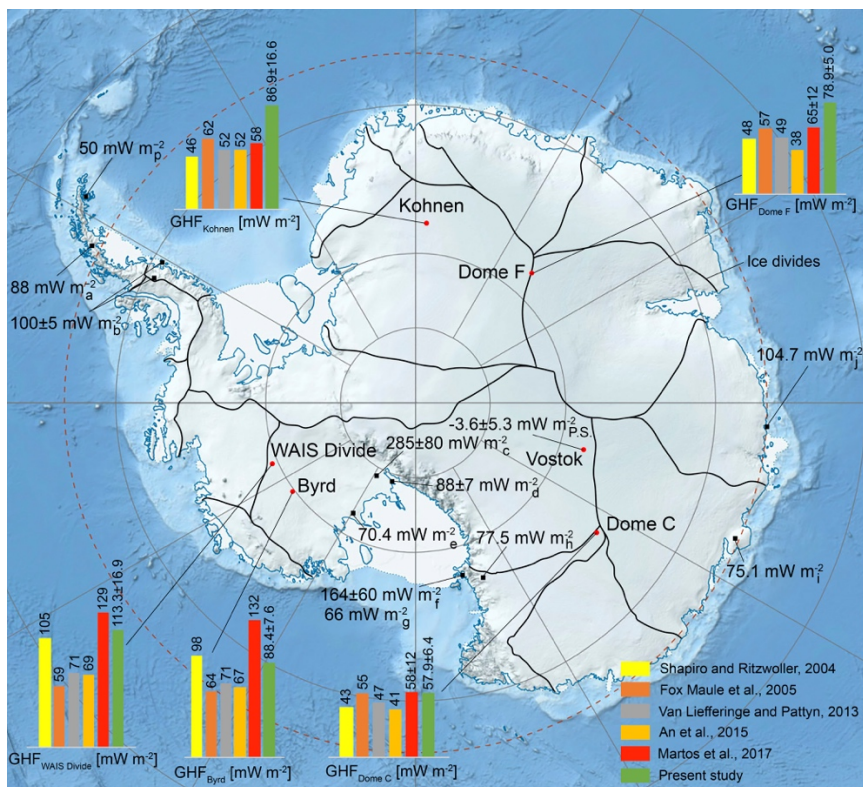 46
62
52
52
58
86.9±16.6
GHF Kohnen [mW m-2]
48
57
49
38
65±12
78.9±5.0
GHF Dome F [mW m-2]
50 mW m-2 p
Kohnen
Dome F
Ice divides
88 mW m-2 a
100±5 mW m-2 b
104.7 mW m-2 j
-3.6±5.3 mW m-2 P.S.
285±80 mW m-2 c
WAIS Divide
Vostok
88±7 mW m-2 d
Byrd
Dome C
70.4 mW m-2 e
77.5 mW m-2 h
75.1 mW m-2 i
164±60 mW m-2 f
66 mW m-2 g
105
59
71
69
129
113.3±16.9
GHF WAIS Divide [mW m-2]
98
64
71
67
132
88.4±7.6
GHF Byrd [mW m-2]
43
55
47
41
58±12
57.9±6.4
GHF Dome C [mW m-2]
Shapiro and Ritzwoller, 2004
Fox Maule et al., 2005
Van Liefferinge and Pattyn, 2013
An et al., 2015
Martos et al., 2017
Present study